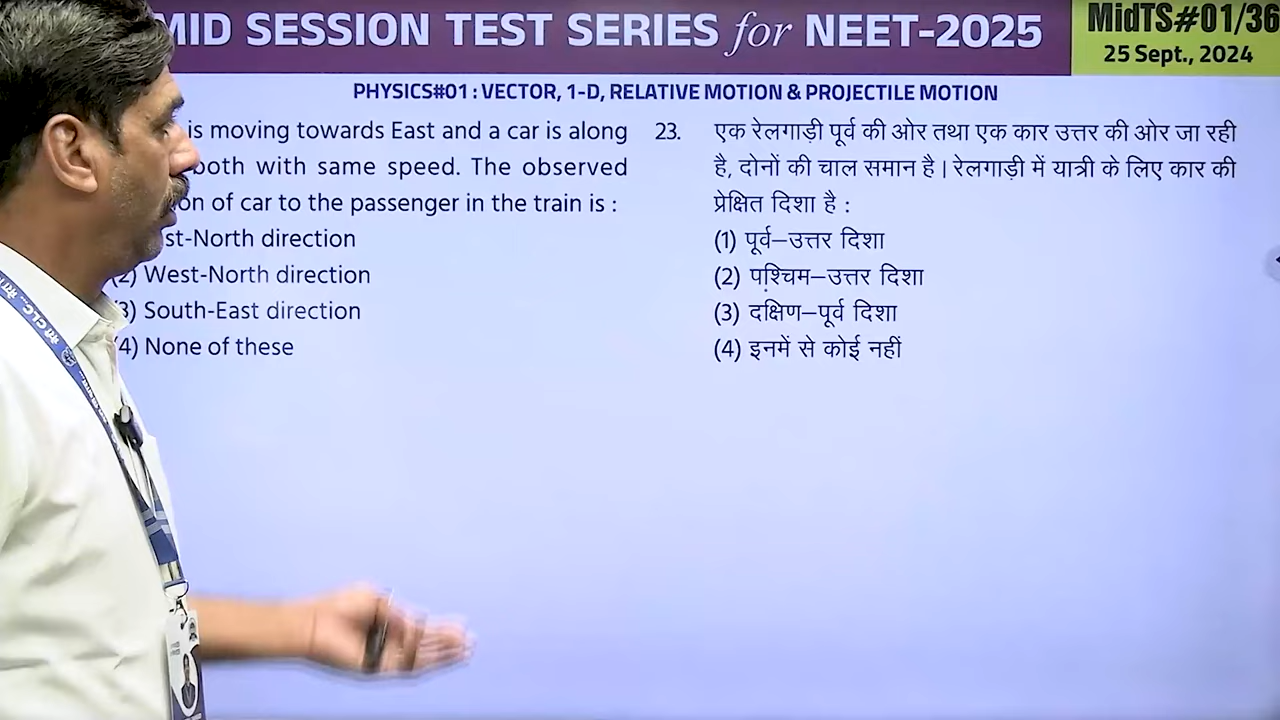 MID SESSION TEST SERIES for NEET-2025
MidTS#01/36
25 Sept., 2024
PHYSICS#01 : VECTOR, 1-D, RELATIVE MOTION & PROJECTILE MOTION
is moving towards East and a car is along
both with same speed. The observed
of car to the passenger in the train is :
direction
(2) West-North direction
(3) South-East direction
(4) None of these
23. एक रेलगाड़ी पूर्व की ओर तथा एक कार उत्तर की ओर जा रही
है, दोनों की चाल समान है। रेलगाड़ी में यात्री के लिए कार की
प्रेक्षित दिशा है :
(1) पूर्व–उत्तर दिशा
(2) पश्चिम–उत्तर दिशा
(3) दक्षिण–पूर्व दिशा
(4) इनमें से कोई नहीं